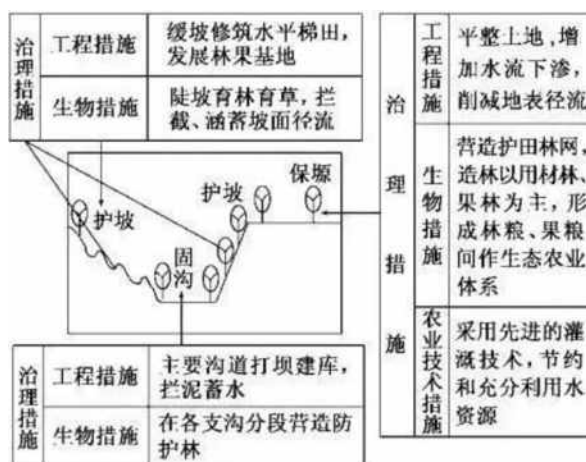 治理措施
工程措施
缓坡修筑水平梯田，
发展林果基地
生物措施
陡坡育林育草，拦
截、涵蓄坡面径流
护坡
固沟
护坡
保塬
治理措施
工程措施
主要沟道打坝建库，
拦泥蓄水
生物措施
在各支沟分段营造防
护林
治理措施
工程措施
平整土地，增
加水流下渗，
削减地表径流
生物措施
营造护田林网，
造林以用材林、
果林为主，形
成林粮、果粮
间作生态农业
体系
农业技术措施
采用先进的灌
溉技术，节约
和充分利用水
资源